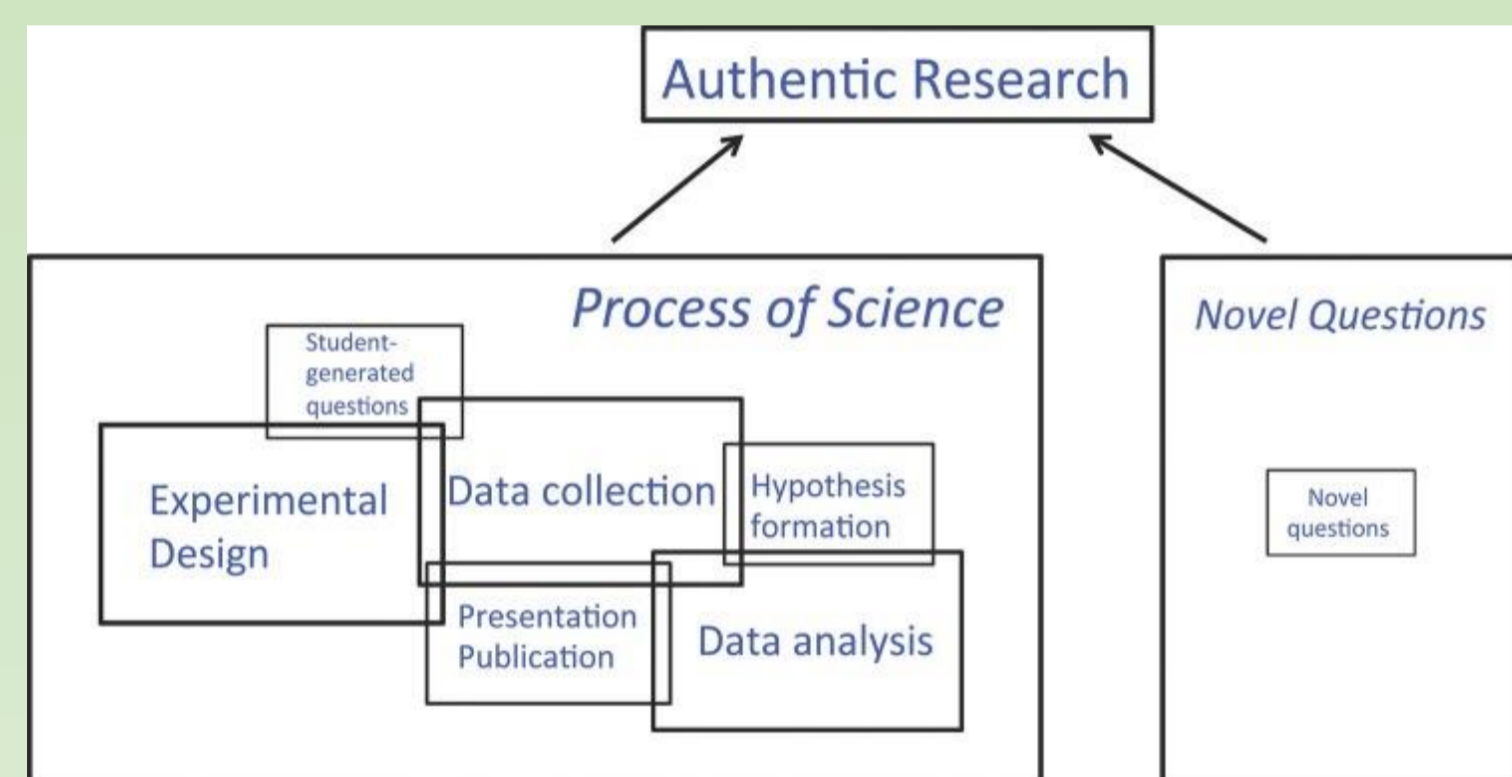 Authentic Research
Process of Science
Student-
generated
questions
Experimental
Design
Data collection
Hypothesis
formation
Presentation
Publication
Data analysis
Novel Questions
Novel
questions